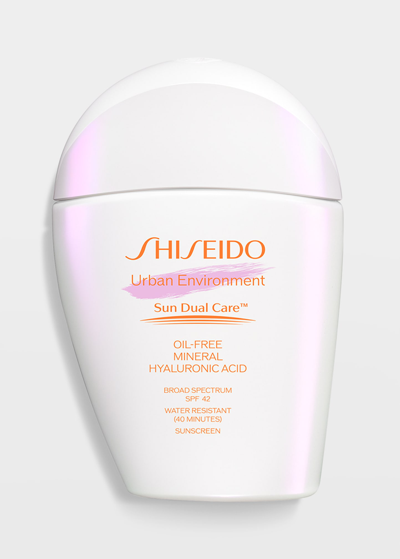 SHISEIDO
Urban Environment
Sun Dual Care™
OIL-FREE
MINERAL
HYALURONIC ACID
BROAD SPECTRUM
SPF 42
WATER RESISTANT
(40 MINUTES)
SUNSCREEN